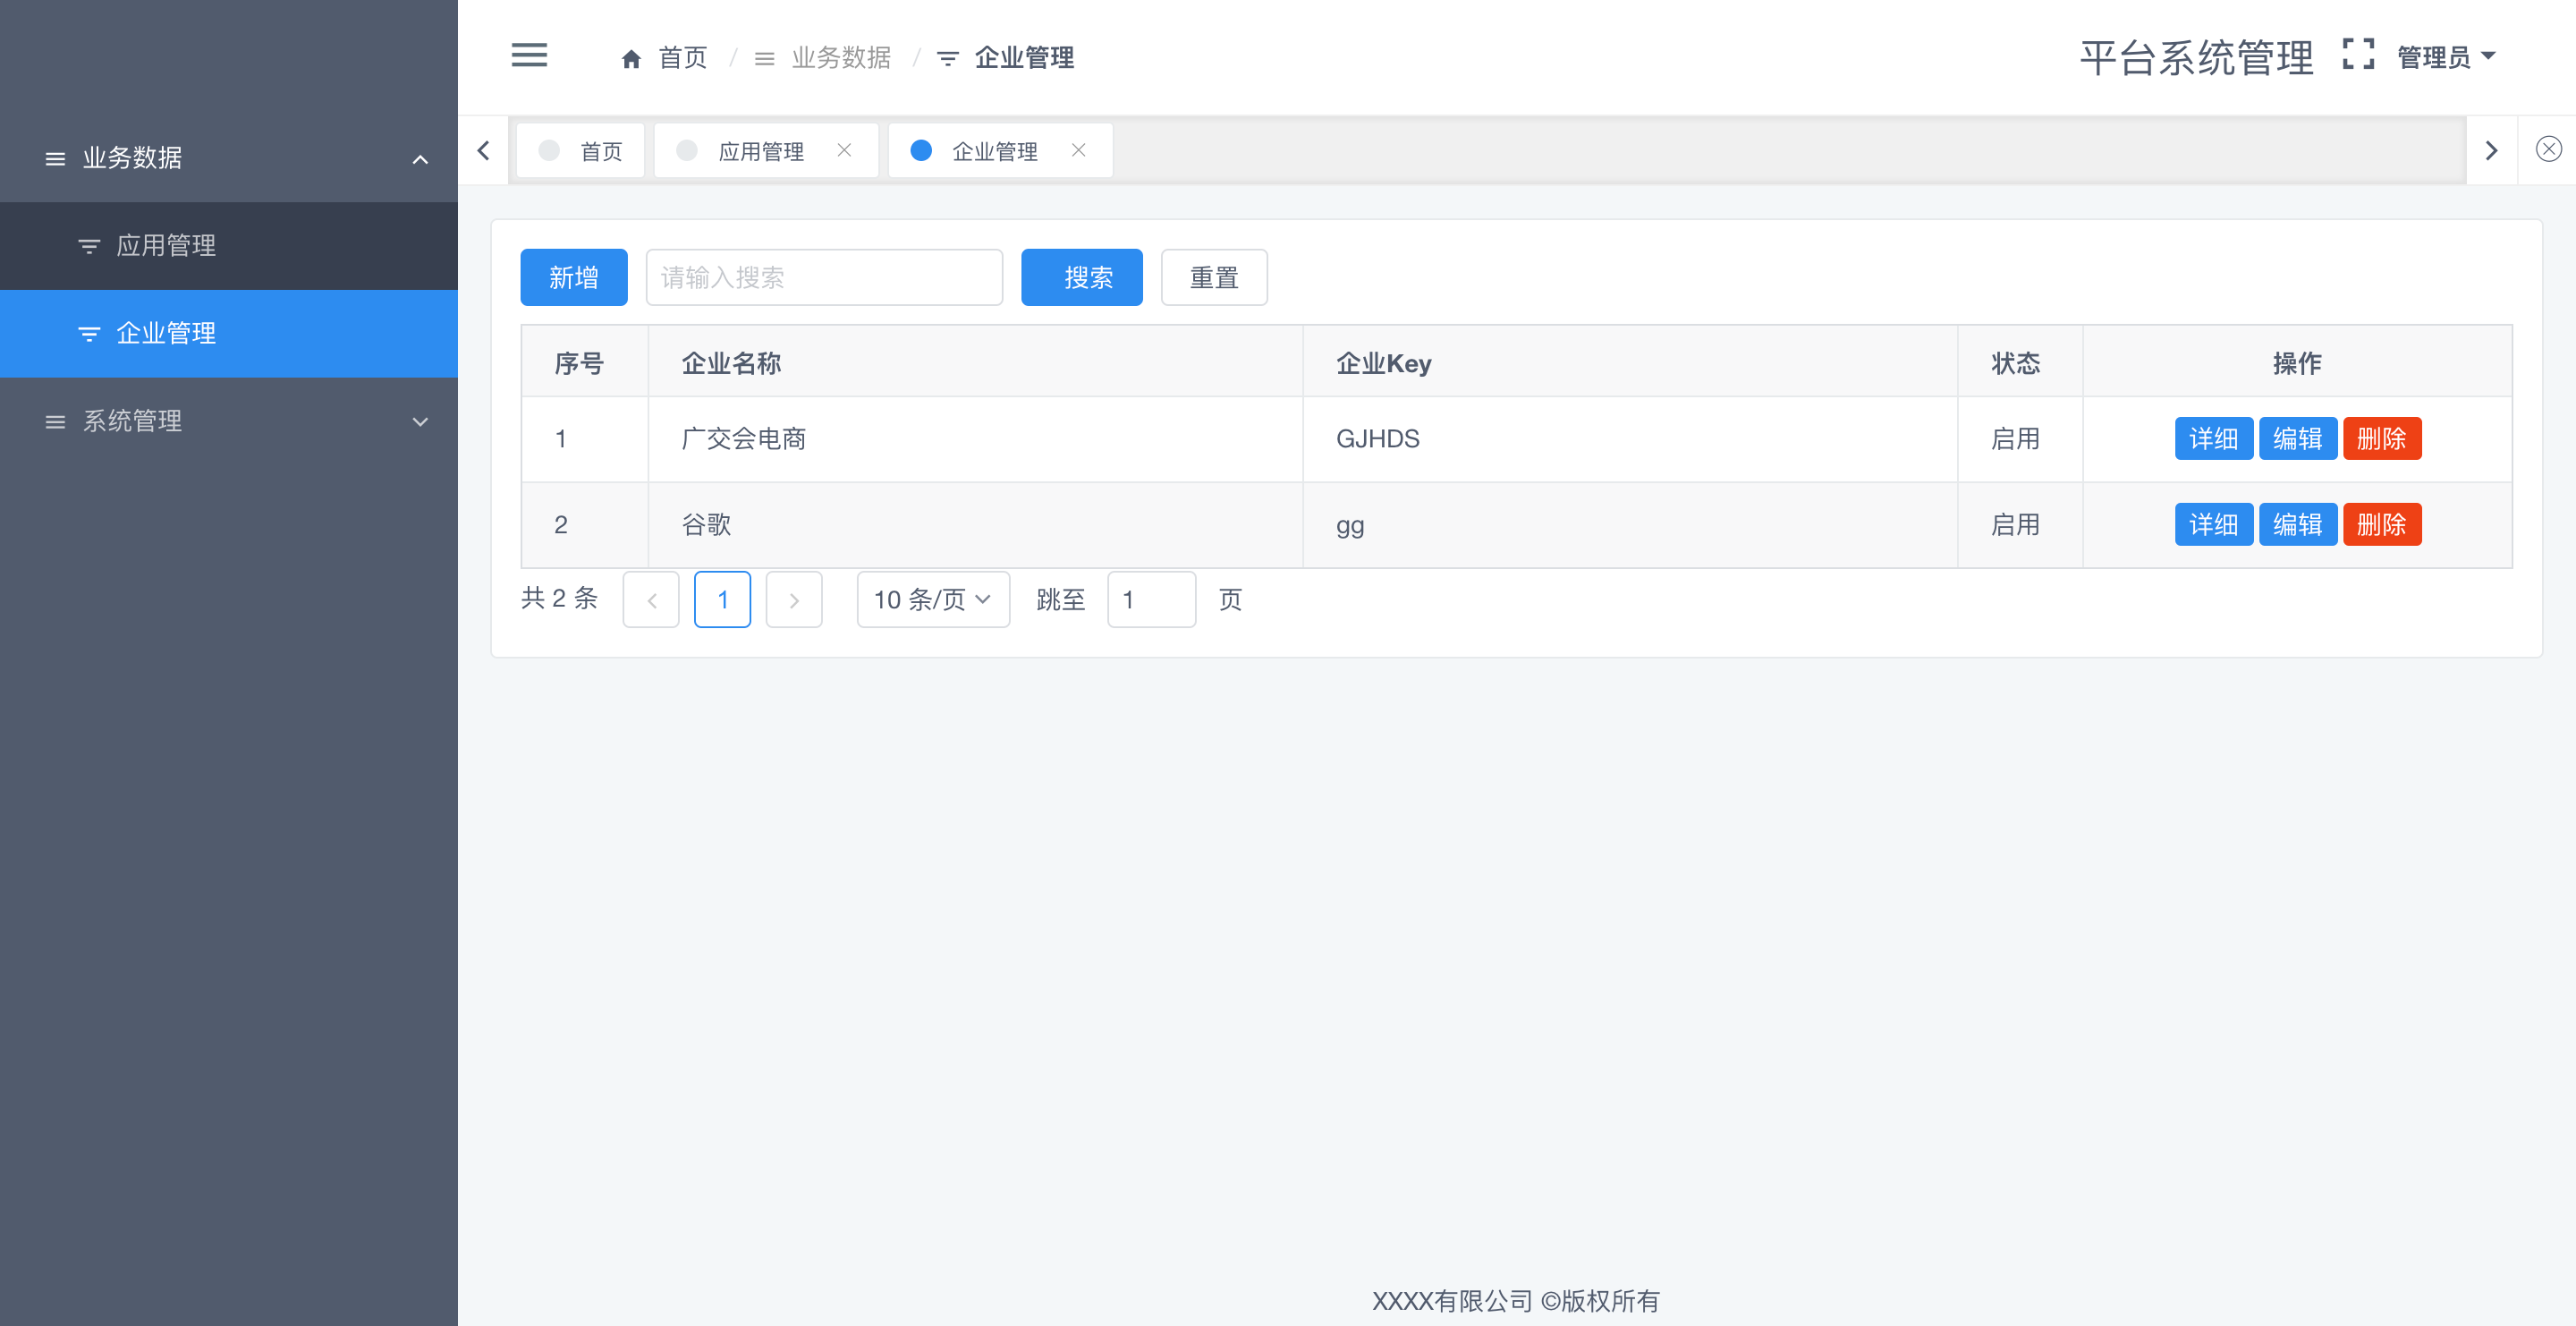 首页 / 业务数据 / 企业管理
平台系统管理 管理员
业务数据
应用管理
企业管理
系统管理
首页 应用管理 企业管理
新增 请输入搜索 搜索 重置
序号 企业名称 企业Key 状态 操作
1 广交会电商 GJHDS 启用 详细 编辑 删除
2 谷歌 gg 启用 详细 编辑 删除
共 2 条 1 10 条/页 跳至 1 页
XXXX有限公司 ©版权所有